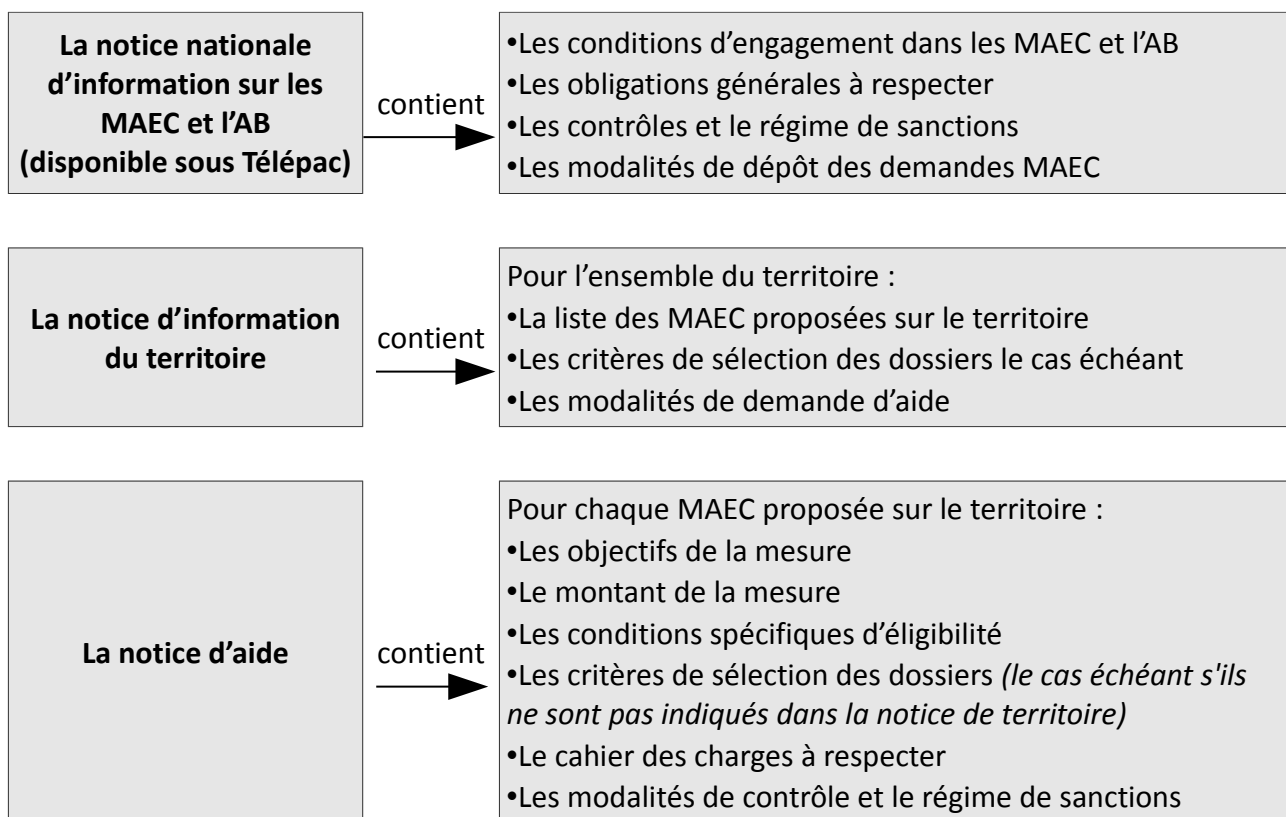 La notice nationale
d’information sur les
MAEC et l’AB
(disponible sous Télépac)
contient
•Les conditions d’engagement dans les MAEC et l’AB
•Les obligations générales à respecter
•Les contrôles et le régime de sanctions
•Les modalités de dépôt des demandes MAEC
La notice d’information
du territoire
contient
Pour l’ensemble du territoire :
•La liste des MAEC proposées sur le territoire
•Les critères de sélection des dossiers le cas échéant
•Les modalités de demande d’aide
La notice d’aide
contient
Pour chaque MAEC proposée sur le territoire :
•Les objectifs de la mesure
•Le montant de la mesure
•Les conditions spécifiques d’éligibilité
•Les critères de sélection des dossiers (le cas échéant s'ils
ne sont pas indiqués dans la notice de territoire)
•Le cahier des charges à respecter
•Les modalités de contrôle et le régime de sanctions